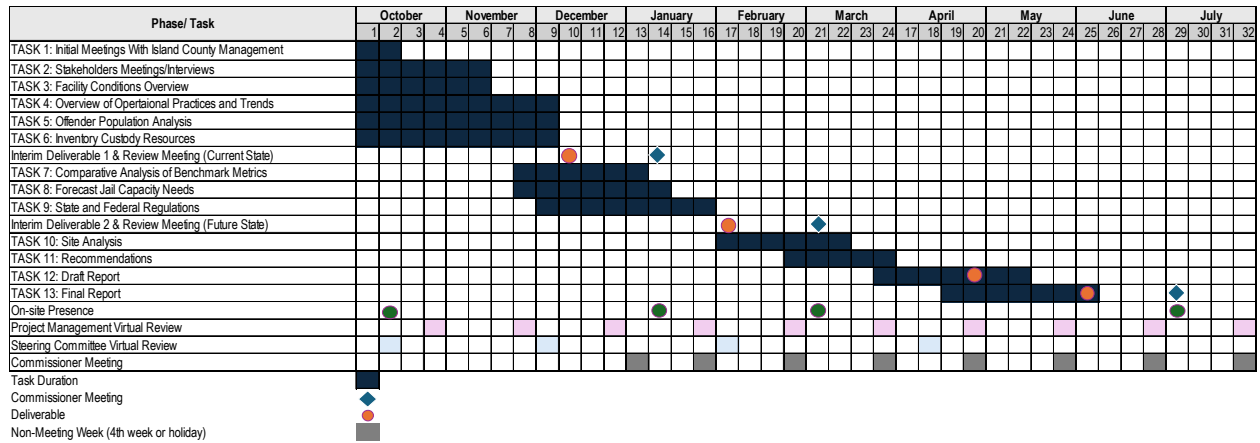 Phase/ Task October November December January February March April May June July
1 2 3 4 5 6 7 8 9 10 11 12 13 14 15 16 17 18 19 20 21 22 23 24 17 18 19 20 21 22 23 24 25 26 27 28 29 30 31 32
TASK 1: Initial Meetings With Island County Management
TASK 2: Stakeholders Meetings/Interviews
TASK 3: Facility Conditions Overview
TASK 4: Overview of Opertaional Practices and Trends
TASK 5: Offender Population Analysis
TASK 6: Inventory Custody Resources
Interim Deliverable 1 & Review Meeting (Current State)
TASK 7: Comparative Analysis of Benchmark Metrics
TASK 8: Forecast Jail Capacity Needs
TASK 9: State and Federal Regulations
Interim Deliverable 2 & Review Meeting (Future State)
TASK 10: Site Analysis
TASK 11: Recommendations
TASK 12: Draft Report
TASK 13: Final Report
On-site Presence
Project Management Virtual Review
Steering Committee Virtual Review
Commissioner Meeting
Task Duration
Commissioner Meeting
Deliverable
Non-Meeting Week (4th week or holiday)